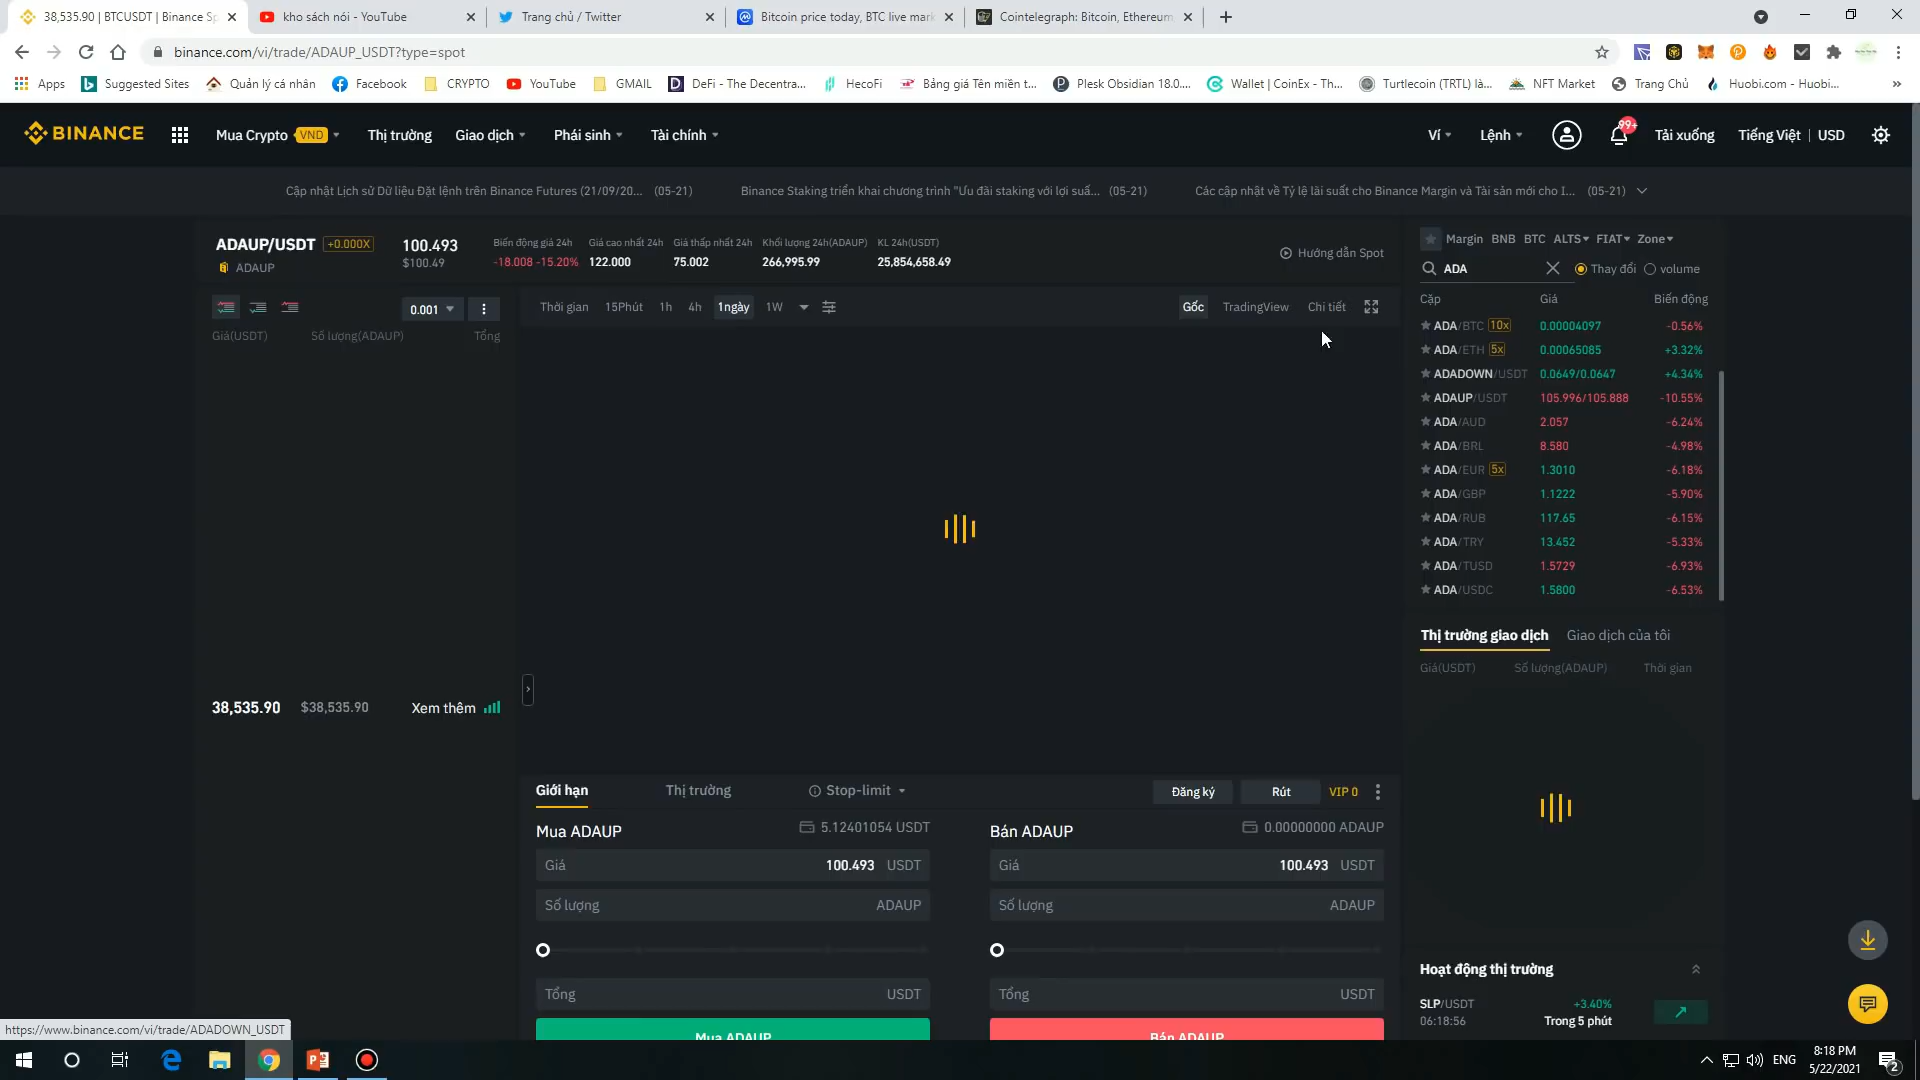 38,535.90 | BTCUSDT | Binance Sp
kho sách nói - YouTube
Trang chủ / Twitter
Bitcoin price today, BTC live mark
Cointelegraph: Bitcoin, Ethereum
binance.com/vi/trade/ADAUP_USDT?type=spot
Apps
Suggested Sites
Quản lý cá nhân
Facebook
CRYPTO
YouTube
GMAIL
DeFi - The Decentra...
HecoFi
Bảng giá Tên miền t...
Plesk Obsidian 18.0....
Wallet | CoinEx - Th...
Turtlecoin (TRTL) là...
NFT Market
Trang Chủ
Huobi.com - Huobi...
BINANCE
Mua Crypto VND
Thị trường
Giao dịch
Phái sinh
Tài chính
Ví
Lệnh
99+
Tải xuống
Tiếng Việt | USD
Cập nhật Lịch sử Dữ liệu Đặt lệnh trên Binance Futures (21/09/20... (05-21)
Binance Staking triển khai chương trình "Ưu đãi staking với lợi suấ... (05-21)
Các cập nhật về Tỷ lệ lãi suất cho Binance Margin và Tài sản mới cho I... (05-21)
ADAUP/USDT +0.000X
ADAUP
100.493
$100.49
Biến động giá 24h
-18.008 -15.20%
Giá cao nhất 24h
122.000
Giá thấp nhất 24h
75.002
Khối lượng 24h(ADAUP)
266,995.99
KL 24h(USDT)
25,854,658.49
Hướng dẫn Spot
0.001
Giá(USDT) Số lượng(ADAUP) Tổng
38,535.90 $38,535.90 Xem thêm
Thời gian 15Phút 1h 4h 1ngày 1W
Gốc TradingView Chi tiết
Margin BNB BTC ALTS FIAT Zone
ADA
Thay đổi volume
Cặp Giá Biến động
ADA/BTC 10x 0.00004097 -0.56%
ADA/ETH 5x 0.00065085 +3.32%
ADADOWN/USDT 0.0649/0.0647 +4.34%
ADAUP/USDT 105.996/105.888 -10.55%
ADA/AUD 2.057 -6.24%
ADA/BRL 8.580 -4.98%
ADA/EUR 5x 1.3010 -6.18%
ADA/GBP 1.1222 -5.90%
ADA/RUB 117.65 -6.15%
ADA/TRY 13.452 -5.33%
ADA/TUSD 1.5729 -6.93%
ADA/USDC 1.5800 -6.53%
Thị trường giao dịch Giao dịch của tôi
Giá(USDT) Số lượng(ADAUP) Thời gian
Giới hạn Thị trường Stop-limit
Đăng ký Rút VIP 0
Mua ADAUP 5.12401054 USDT
Giá 100.493 USDT
Số lượng ADAUP
Tổng USDT
Mua ADAUP
Bán ADAUP 0.00000000 ADAUP
Giá 100.493 USDT
Số lượng ADAUP
Tổng USDT
Bán ADAUP
Hoạt động thị trường
SLP/USDT +3.40%
06:18:56 Trong 5 phút
https://www.binance.com/vi/trade/ADADOWN_USDT
ENG
8:18 PM
5/22/2021
2